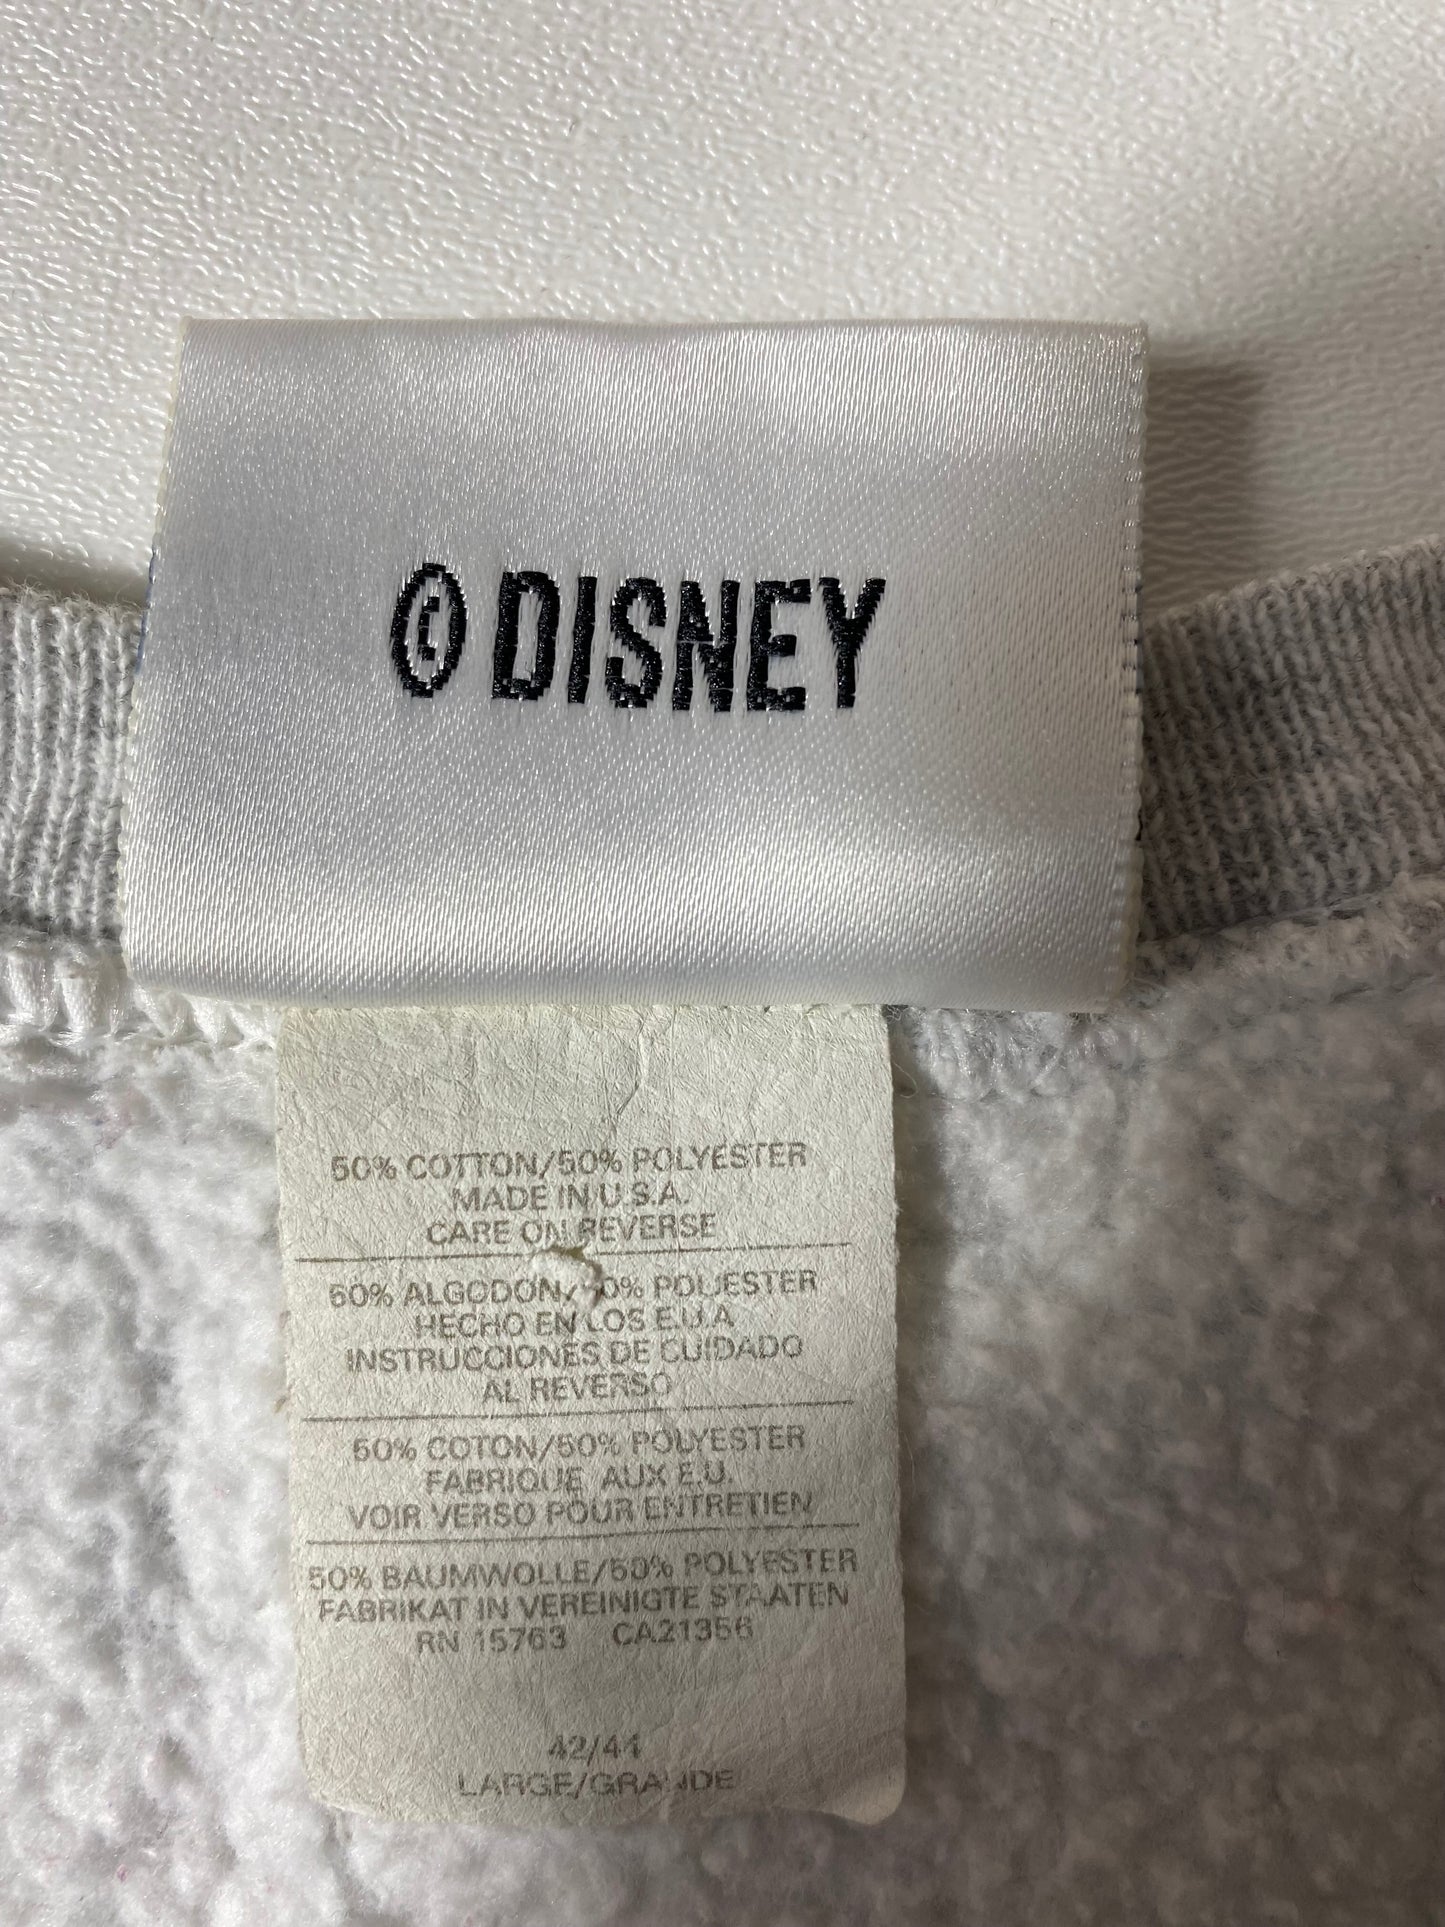 © DISNEY
50% COTTON/50% POLYESTER
MADE IN U.S.A.
CARE ON REVERSE
50% ALGODON/50% POLIESTER
HECHO EN LOS E.U.A
INSTRUCCIONES DE CUIDADO
AL REVERSO
50% COTON/50% POLYESTER
FABRIQUE AUX E.U.
VOIR VERSO POUR ENTRETIEN
50% BAUMWOLLE/50% POLYESTER
FABRIKAT IN VEREINIGTE STAATEN
RN 15763 CA21356
42/44
LARGE/GRANDE